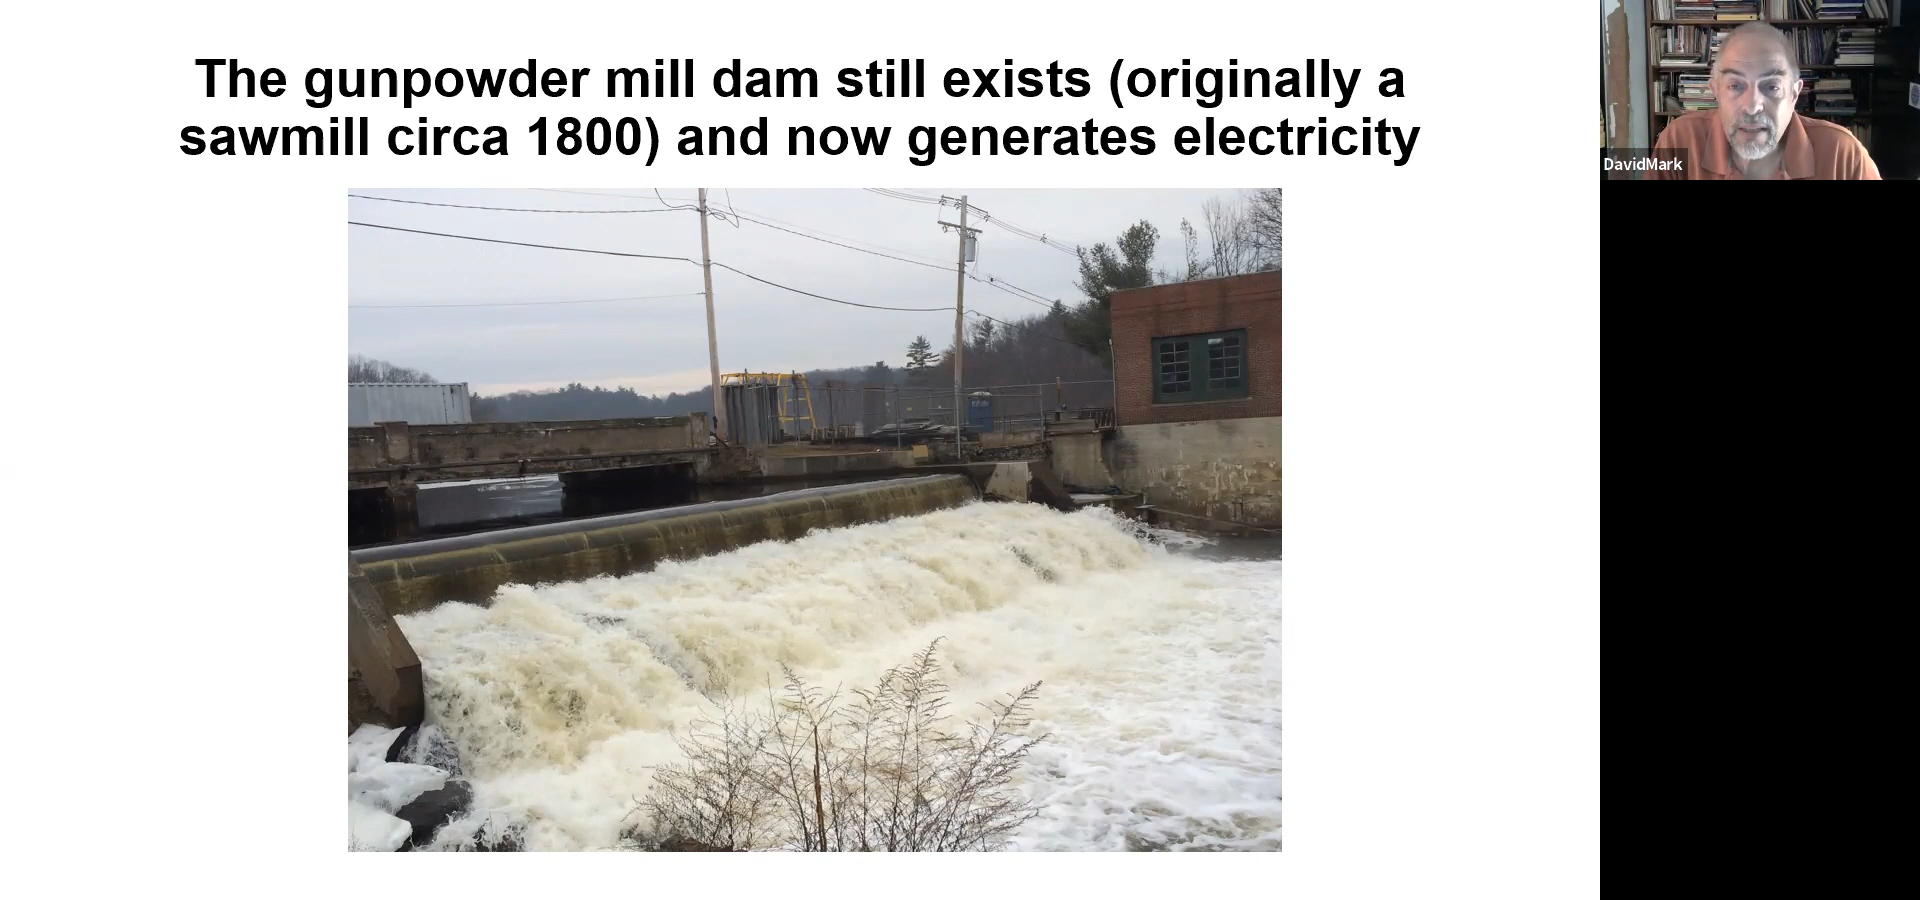 The gunpowder mill dam still exists (originally a
sawmill circa 1800) and now generates electricity
DavidMark